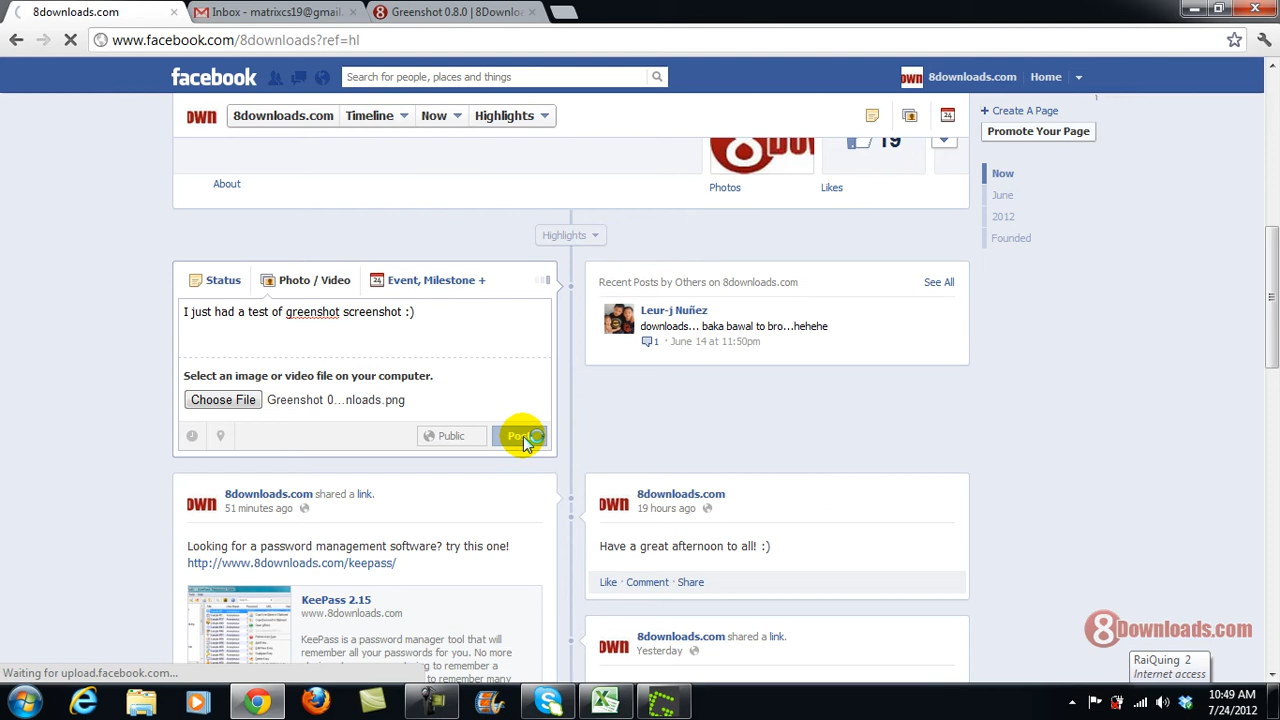 8downloads.com
Inbox - matrixcs19@gmail.
Greenshot 0.8.0 | 8Downlo
www.facebook.com/8downloads?ref=hl
facebook
Search for people, places and things
8downloads.com
Home
8downloads.com
Timeline
Now
Highlights
Create A Page
Promote Your Page
Now
June
2012
Founded
19
About
Photos
Likes
Highlights
Status
Photo / Video
Event, Milestone +
I just had a test of greenshot screenshot :)
Select an image or video file on your computer.
Choose File
Greenshot 0...nloads.png
Public
Recent Posts by Others on 8downloads.com
See All
Leur-j Nuñez
downloads... baka bawal to bro...hehehe
1 · June 14 at 11:50pm
8downloads.com shared a link.
51 minutes ago
Looking for a password management software? try this one!
http://www.8downloads.com/keepass/
KeePass 2.15
www.8downloads.com
KeePass is a password manager tool that will
remember all your passwords for you. No more
to remember a
remember many
8downloads.com
19 hours ago
Have a great afternoon to all! :)
Like · Comment · Share
8downloads.com shared a link.
Yesterday
8Downloads.com
RaiQuing 2
Internet access
Waiting for upload.facebook.com...
10:49 AM
7/24/2012